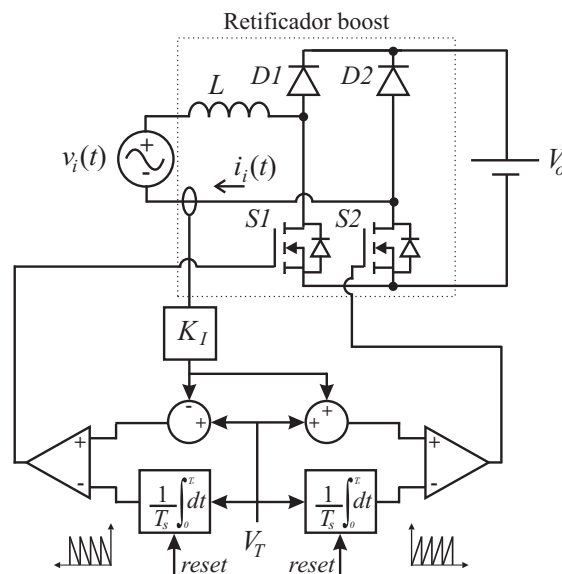 Retificador boost
D1
D2
L
+
-
v_i(t)
i_i(t)
V_o
S1
S2
K_I
-
+
+
+
+
-
+
-
1/T_s ∫_0^T dt
1/T_s ∫_0^T dt
V_T
reset
reset